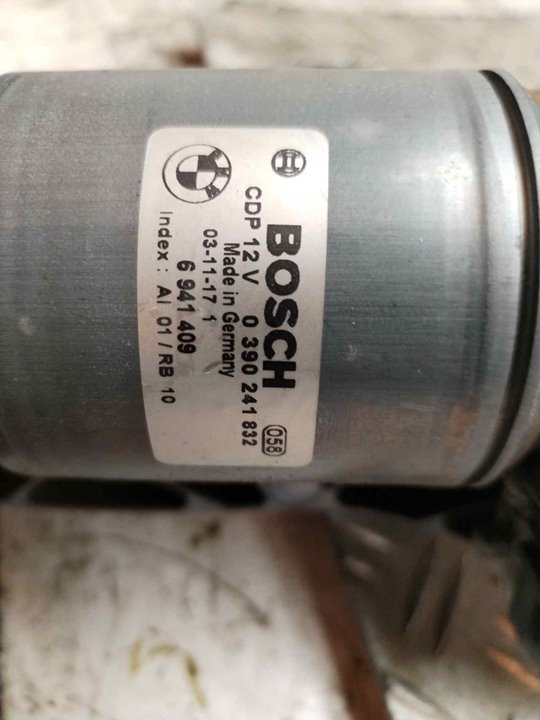 BOSCH
CDP 12 V 0 390 241 832
Made in Germany 058
03-11-17 1
6 941 409
Index : AI 01 / RB 10